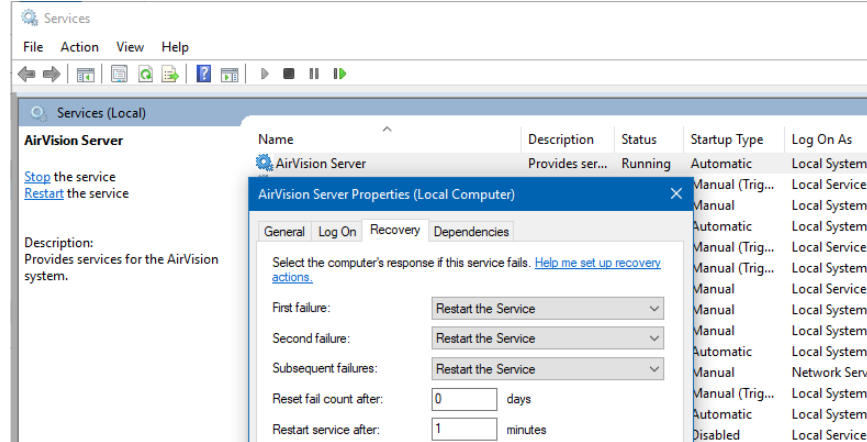 Services
File Action View Help
Services (Local)
AirVision Server
Stop the service
Restart the service
Description:
Provides services for the AirVision
system.
Name Description Status Startup Type Log On As
AirVision Server Provides ser... Running Automatic Local System
Manual (Trig... Local Service
Manual Local System
Automatic Local System
Manual (Trig... Local Service
Manual (Trig... Local System
Manual Local Service
Manual Local System
Manual Local System
Automatic Local System
Manual Network Serv
Manual (Trig... Local System
Automatic Local System
Disabled Local Service
AirVision Server Properties (Local Computer)
General Log On Recovery Dependencies
Select the computer's response if this service fails. Help me set up recovery
actions.
First failure: Restart the Service
Second failure: Restart the Service
Subsequent failures: Restart the Service
Reset fail count after: 0 days
Restart service after: 1 minutes